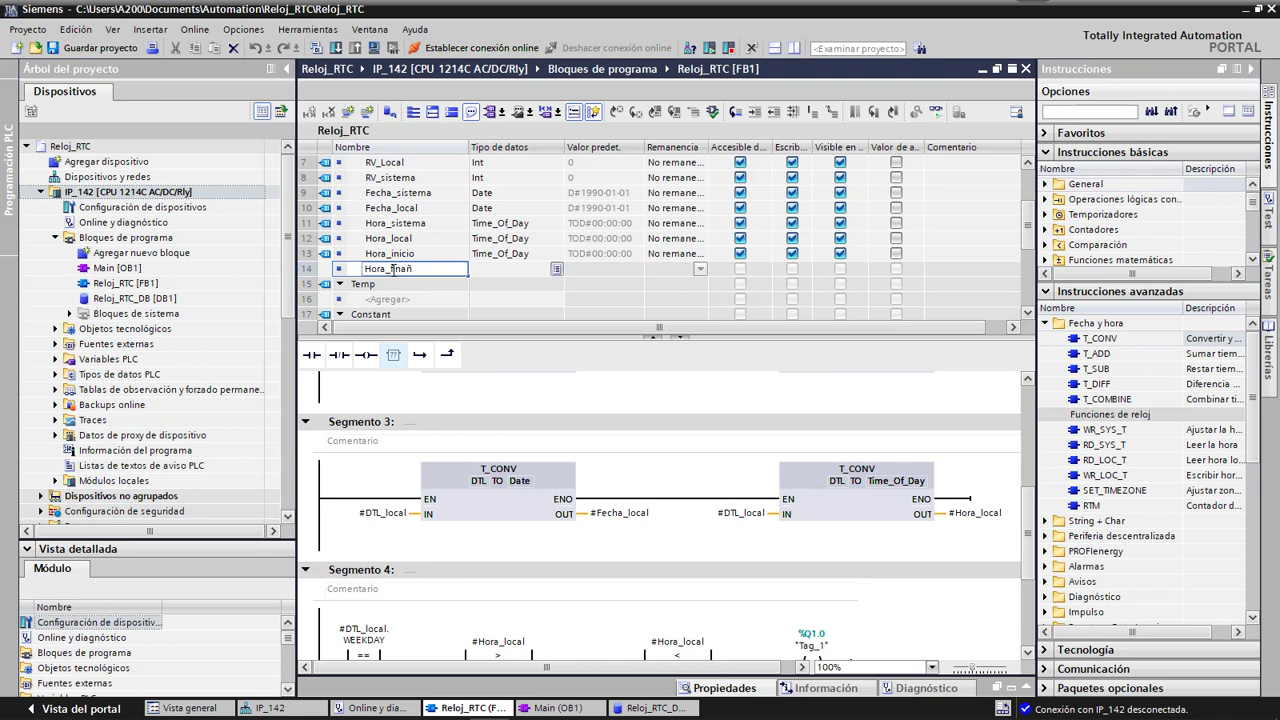 Siemens - C:\Users\A200\Documents\Automation\Reloj_RTC\Reloj_RTC
Proyecto Edición Ver Insertar Online Opciones Herramientas Ventana Ayuda
Totally Integrated Automation
PORTAL
Guardar proyecto Establecer conexión online Deshacer conexión online <Examinar proyecto>
Árbol del proyecto
Reloj_RTC IP_142 [CPU 1214C AC/DC/Rly] Bloques de programa Reloj_RTC [FB1]
Instrucciones
Programación PLC
Dispositivos
Reloj_RTC
Agregar dispositivo
Dispositivos y redes
IP_142 [CPU 1214C AC/DC/Rly]
Configuración de dispositivos
Online y diagnóstico
Bloques de programa
Agregar nuevo bloque
Main [OB1]
Reloj_RTC [FB1]
Reloj_RTC_DB [DB1]
Bloques de sistema
Objetos tecnológicos
Fuentes externas
Variables PLC
Tipos de datos PLC
Tablas de observación y forzado permane...
Backups online
Traces
Datos de proxy de dispositivo
Información del programa
Listas de textos de aviso PLC
Módulos locales
Dispositivos no agrupados
Configuración de seguridad
Vista detallada
Módulo
Nombre
Configuración de dispositiv...
Online y diagnóstico
Bloques de programa
Objetos tecnológicos
Fuentes externas
Reloj_RTC
Nombre Tipo de datos Valor predet. Remanencia Accesible d... Escrib... Visible en .. Valor de a.. Comentario
7 RV_Local Int 0 No remane...
8 RV_sistema Int 0 No remane...
9 Fecha_sistema Date D#1990-01-01 No remane...
10 Fecha_local Date D#1990-01-01 No remane...
11 Hora_sistema Time_Of_Day TOD#00:00:00 No remane...
12 Hora_local Time_Of_Day TOD#00:00:00 No remane...
13 Hora_inicio Time_Of_Day TOD#00:00:00 No remane...
14
15 Temp
16 <Agregar>
17 Constant
Segmento 3: .....
Comentario
T_CONV T_CONV
DTL TO Date DTL TO Time_Of_Day
EN ENO EN ENO
#DTL_local IN OUT #Fecha_local #DTL_local IN OUT #Hora_local
Segmento 4: .....
Comentario
#DTL_local.
WEEKDAY #Hora_local #Hora_local
%Q1.0
"Tag_1"
== > <
100%
Opciones
Favoritos
Instrucciones básicas
Nombre Descripción
General
Operaciones lógicas con..
Temporizadores
Contadores
Comparación
Funciones matemáticas
Instrucciones avanzadas
Nombre Descripción
Fecha y hora
T_CONV Convertir y ...
T_ADD Sumar tiem...
T_SUB Restar tiem...
T_DIFF Diferencia ...
T_COMBINE Combinar ti...
Funciones de reloj
WR_SYS_T Ajustar la h...
RD_SYS_T Leer la hora
RD_LOC_T Leer hora lo...
WR_LOC_T Escribir hor...
SET_TIMEZONE Ajustar zon...
RTM Contador d...
String + Char
Periferia descentralizada
PROFIenergy
Alarmas
Avisos
Diagnóstico
Impulso
Tecnología
Comunicación
Paquetes opcionales
Instrucciones
Test
Tareas
Librerías
Propiedades Información Diagnóstico
Vista del portal Vista general IP_142 Online y dia... Reloj_RTC (F... Main (OB1) Reloj_RTC_D... Conexión con IP_142 desconectada.